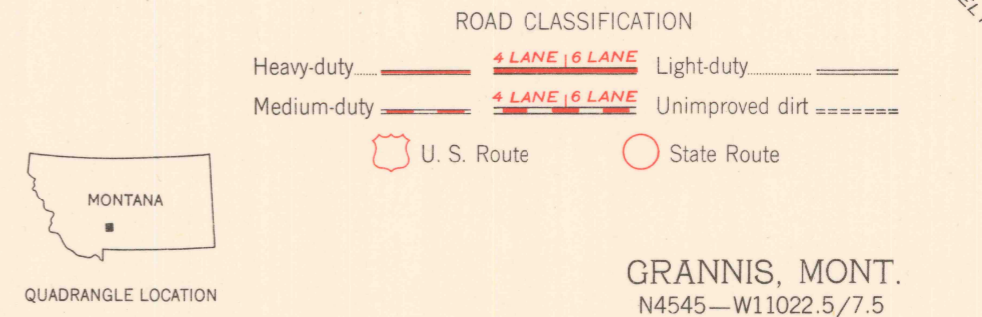 ROAD CLASSIFICATION
Heavy-duty 4 LANE | 6 LANE Light-duty
Medium-duty 4 LANE | 6 LANE Unimproved dirt
U. S. Route State Route
MONTANA
QUADRANGLE LOCATION
GRANNIS, MONT.
N4545—W11022.5/7.5